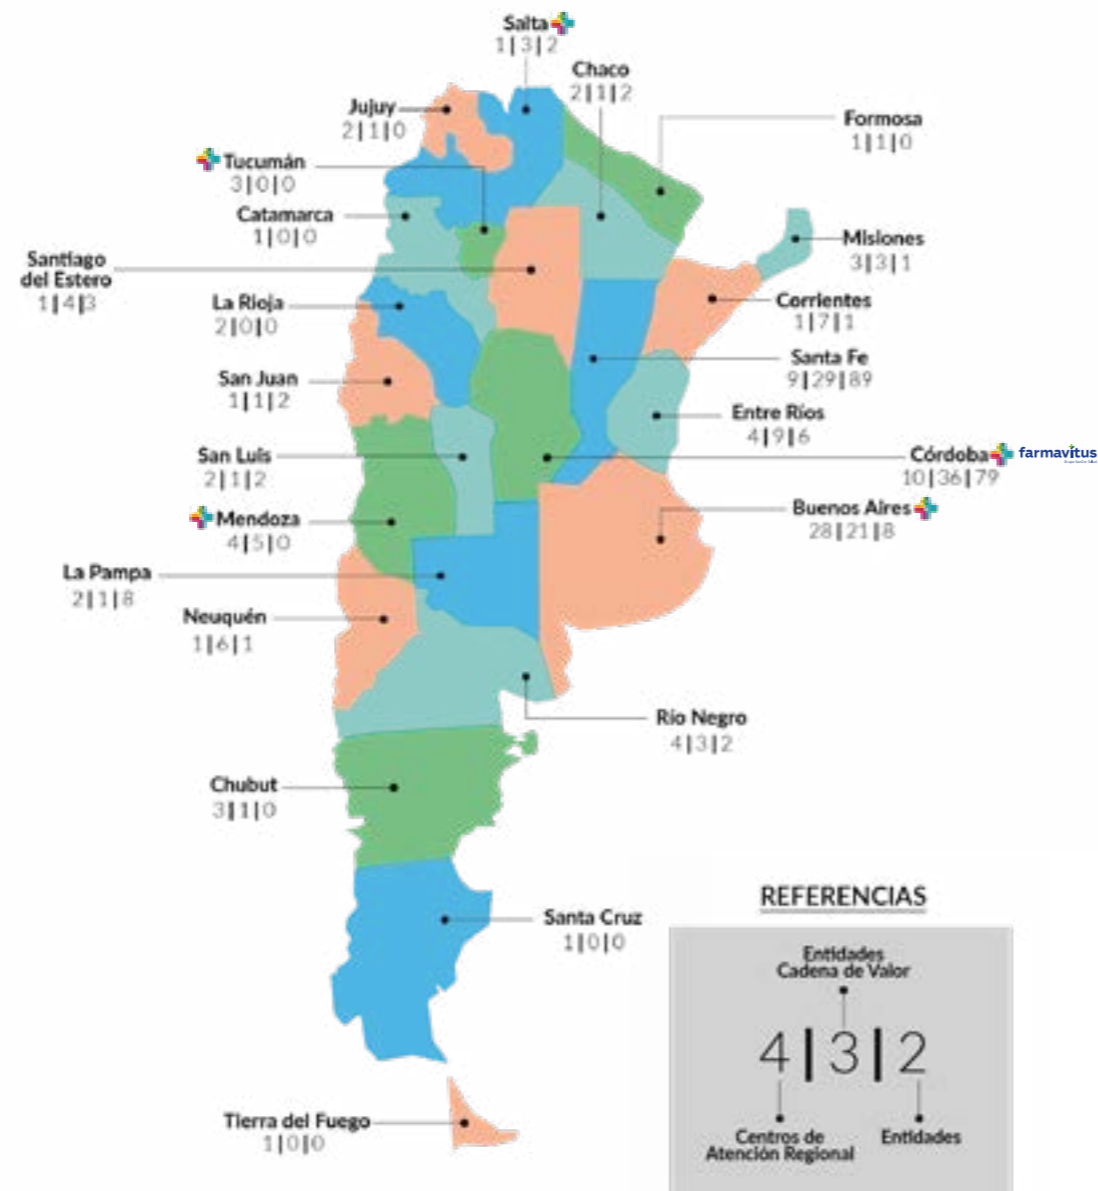 Salta
1|3|2
Chaco
2|1|2
Jujuy
2|1|0
Formosa
1|1|0
Tucumán
3|0|0
Catamarca
1|0|0
Misiones
3|3|1
Santiago
del Estero
1|4|3
La Rioja
2|0|0
Corrientes
1|7|1
Santa Fe
9|29|89
San Juan
1|1|2
Entre Ríos
4|9|6
San Luis
2|1|2
Córdoba
farmavitus
10|36|79
Mendoza
4|5|0
Buenos Aires
28|21|8
La Pampa
2|1|8
Neuquén
1|6|1
Río Negro
4|3|2
Chubut
3|1|0
Santa Cruz
1|0|0
Tierra del Fuego
1|0|0
REFERENCIAS
Entidades
Cadena de Valor
4|3|2
Centros de
Atención Regional
Entidades